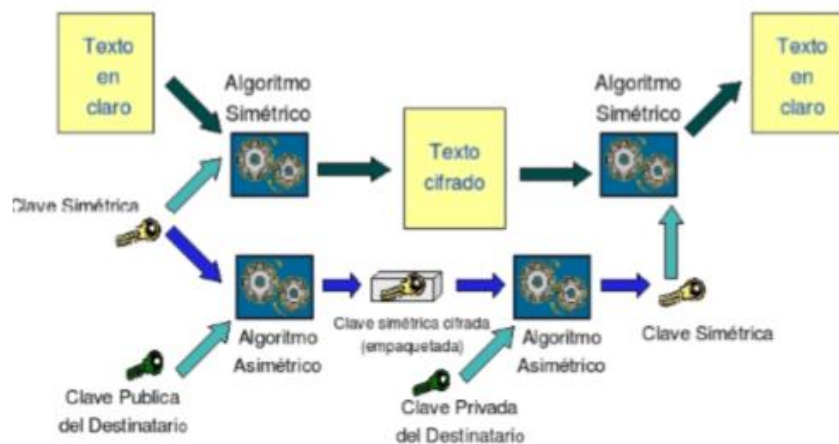 Texto
en
claro
Algoritmo
Simétrico
Texto
cifrado
Algoritmo
Simétrico
Texto
en
claro
Clave Simétrica
Algoritmo
Asimétrico
Clave simétrica cifrada
(empaquetada)
Algoritmo
Asimétrico
Clave Simétrica
Clave Publica
del Destinatario
Clave Privada
del Destinatario